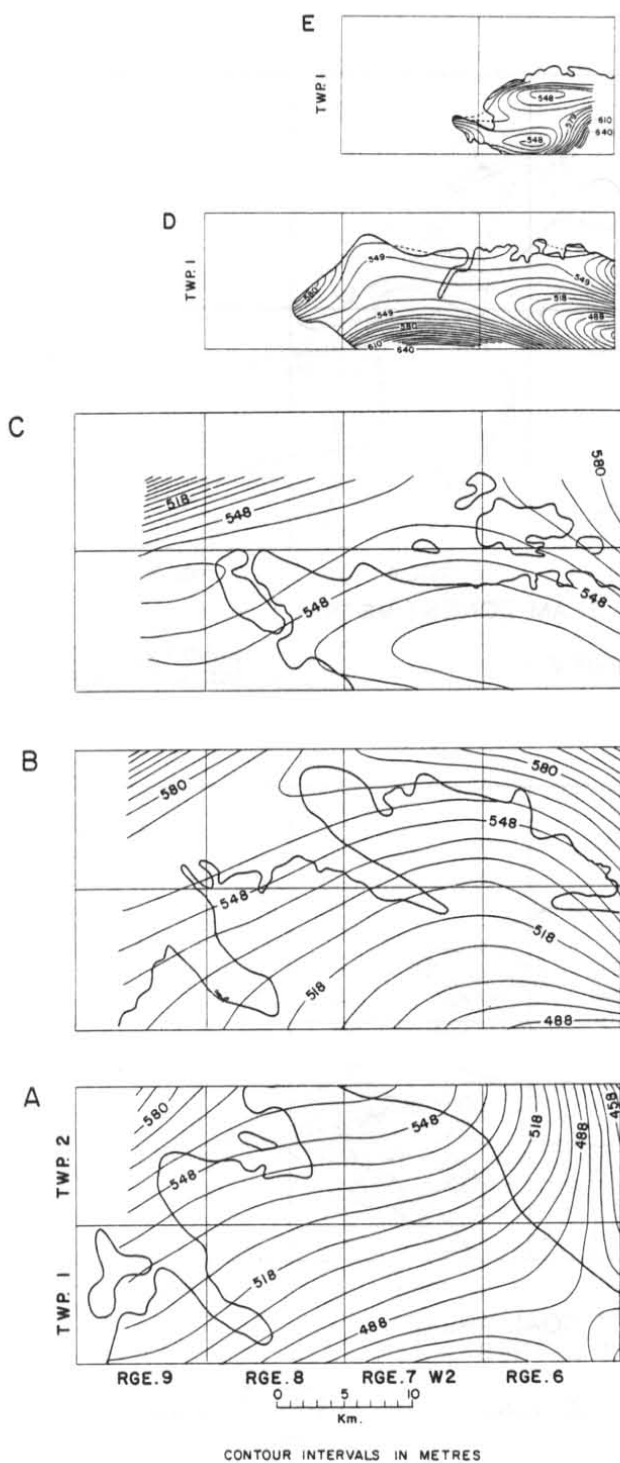 E
TWP. 1
548
578
610
640
548
D
TWP. 1
580
549
549
518
488
549
580
610
640
C
580
518
548
548
548
B
580
580
548
548
518
518
488
A
TWP. 2
TWP. 1
580
548
548
518
488
458
518
488
RGE. 9
RGE. 8
RGE. 7 W2
RGE. 6
0 5 10
Km.
CONTOUR INTERVALS IN METRES